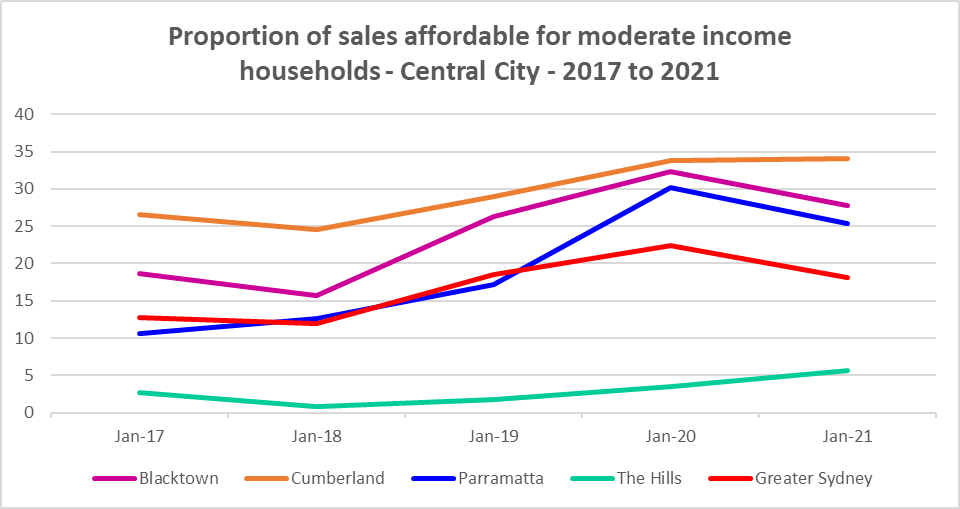 Proportion of sales affordable for moderate income
households - Central City - 2017 to 2021
40
35
30
25
20
15
10
5
0
Jan-17 Jan-18 Jan-19 Jan-20 Jan-21
Blacktown Cumberland Parramatta The Hills Greater Sydney